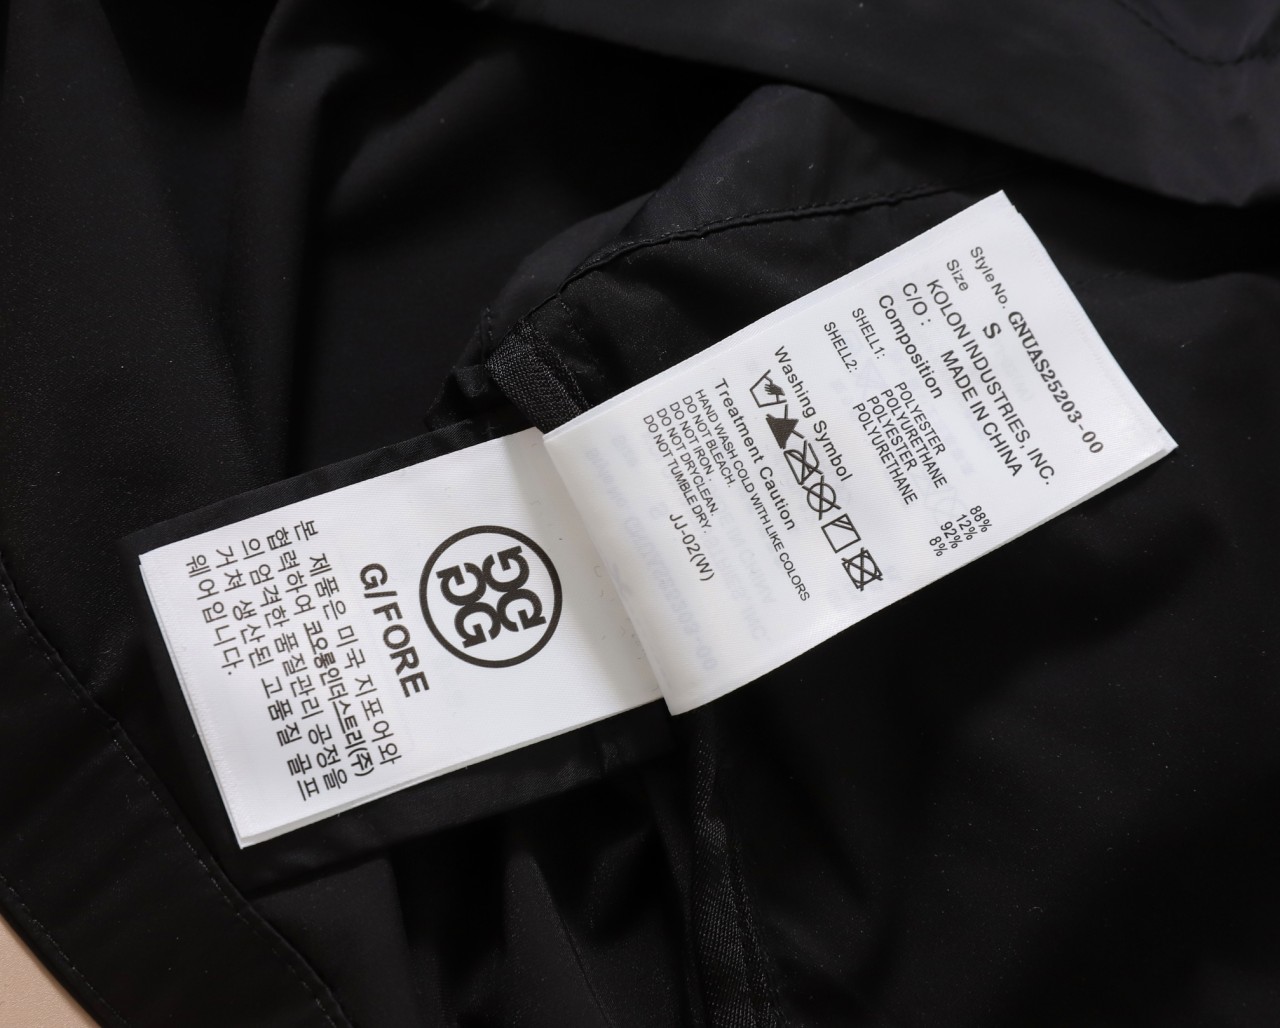 G/FORE
본 제품은 미국 지포어와
협력하여 코오롱인더스트리(주)
의 엄격한 품질관리 공정을
거쳐 생산된 고품질 골프
웨어입니다.
Style No. GNUAS25203-00
Size S
KOLON INDUSTRIES, INC.
C/O : MADE IN CHINA
Composition
SHELL1: POLYESTER 88%
POLYURETHANE 12%
SHELL2: POLYESTER 92%
POLYURETHANE 8%
Washing Symbol
Treatment Caution
HAND WASH COLD WITH LIKE COLORS
DO NOT BLEACH.
DO NOT IRON.
DO NOT DRYCLEAN.
DO NOT TUMBLE DRY.
JJ-02(W)